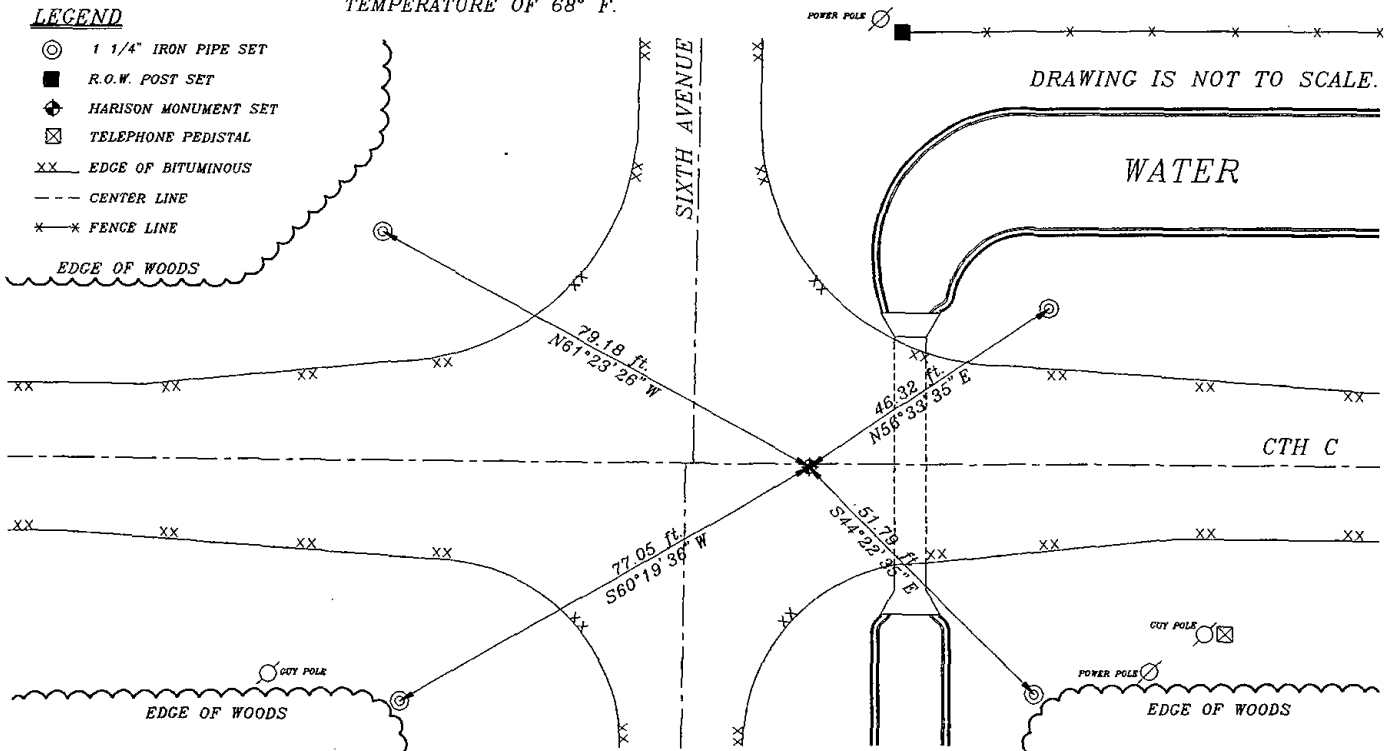 TEMPERATURE OF 68° F.
LEGEND
1 1/4" IRON PIPE SET
R.O.W. POST SET
HARISON MONUMENT SET
TELEPHONE PEDISTAL
XX EDGE OF BITUMINOUS
CENTER LINE
X X FENCE LINE
EDGE OF WOODS
POWER POLE
DRAWING IS NOT TO SCALE.
SIXTH AVENUE
WATER
79.18 ft.
N61°23'26" W
46.32 ft.
N56°33'35" E
CTH C
77.05 ft.
S60°19'36" W
51.79 ft.
S44°22'35" E
GUY POLE
EDGE OF WOODS
GUY POLE
POWER POLE
EDGE OF WOODS